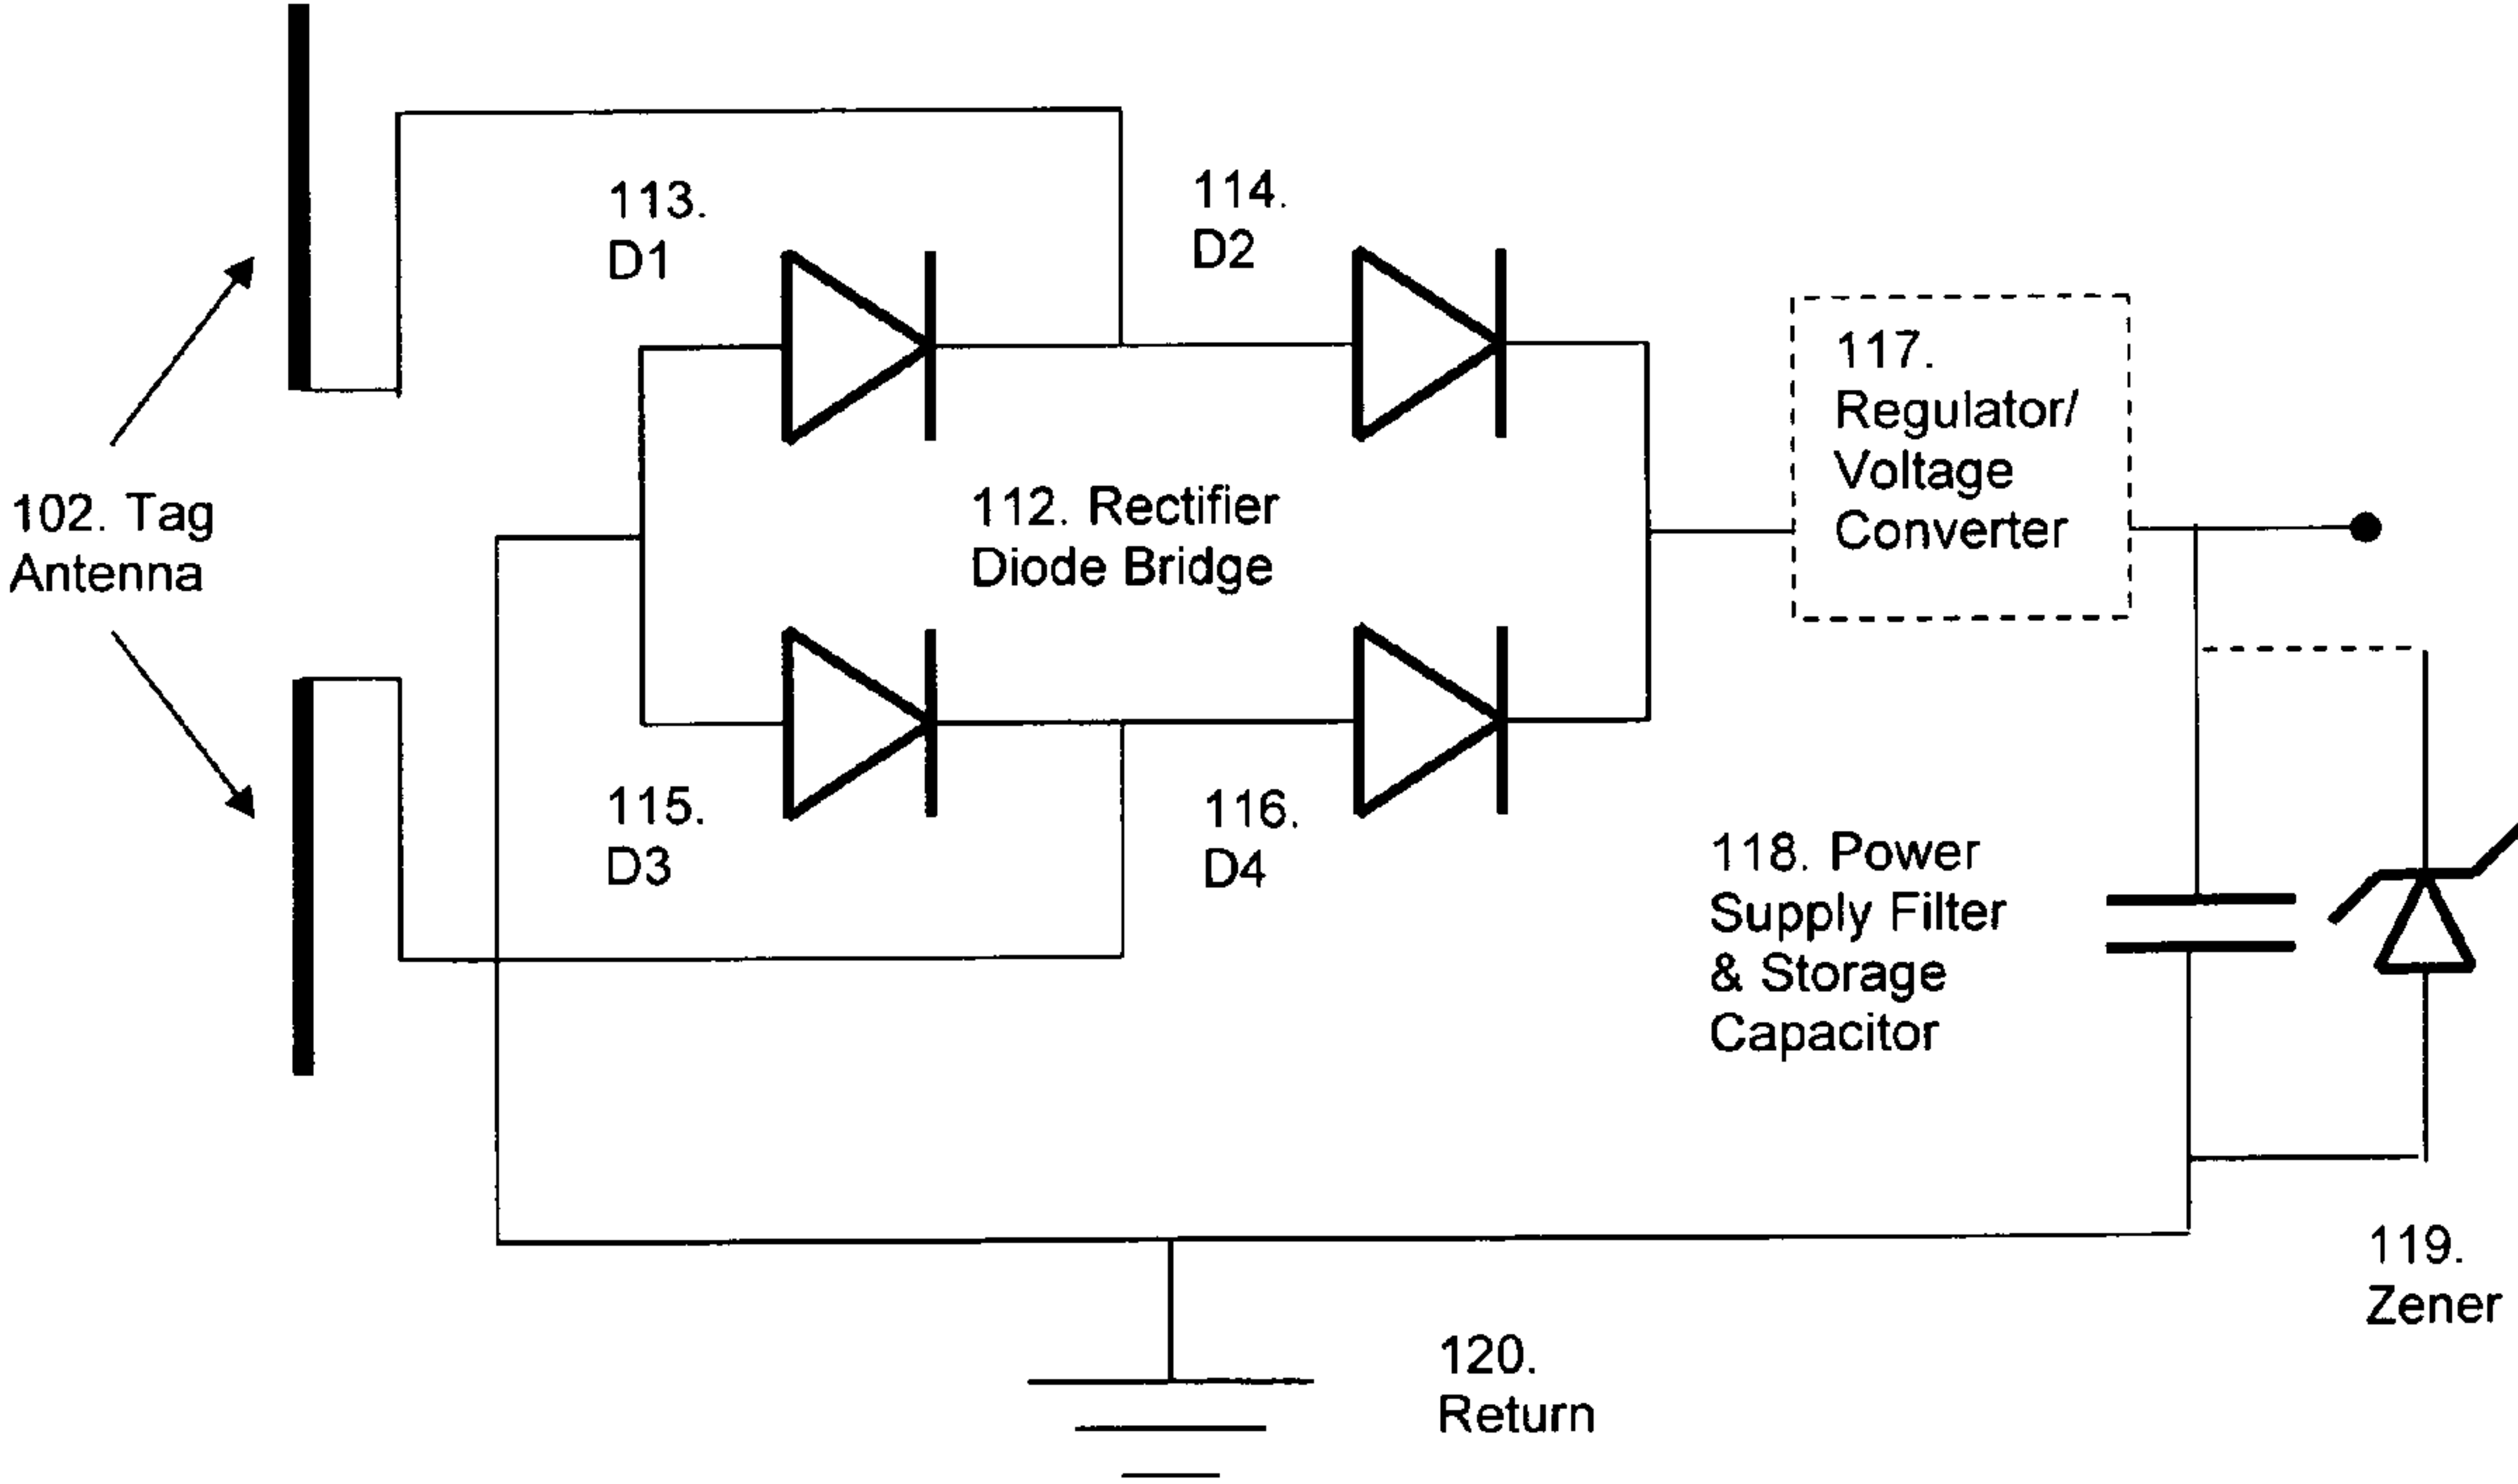 113.
D1
114.
D2
117.
Regulator/
Voltage
Converter
102. Tag
Antenna
112. Rectifier
Diode Bridge
115.
D3
116.
D4
118. Power
Supply Filter
& Storage
Capacitor
119.
Zener
120.
Return